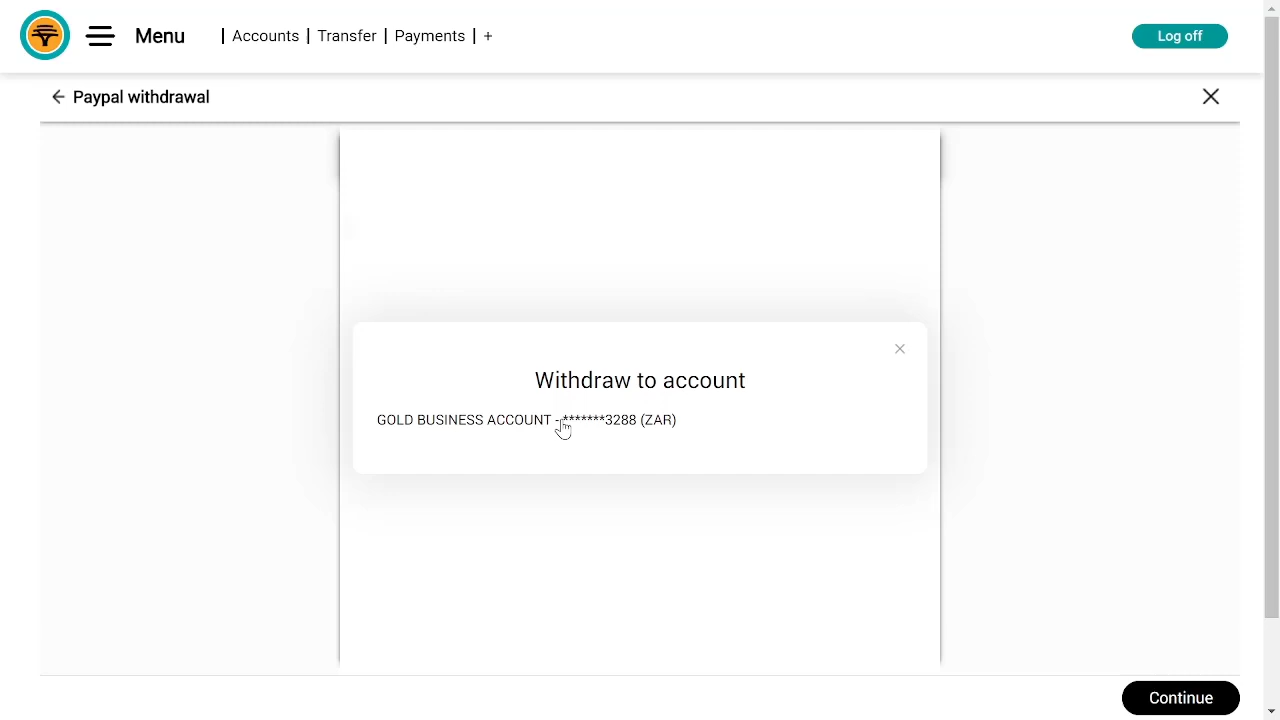 Menu | Accounts | Transfer | Payments | +
Log off
Paypal withdrawal
Withdraw to account
GOLD BUSINESS ACCOUNT - *******3288 (ZAR)
Continue